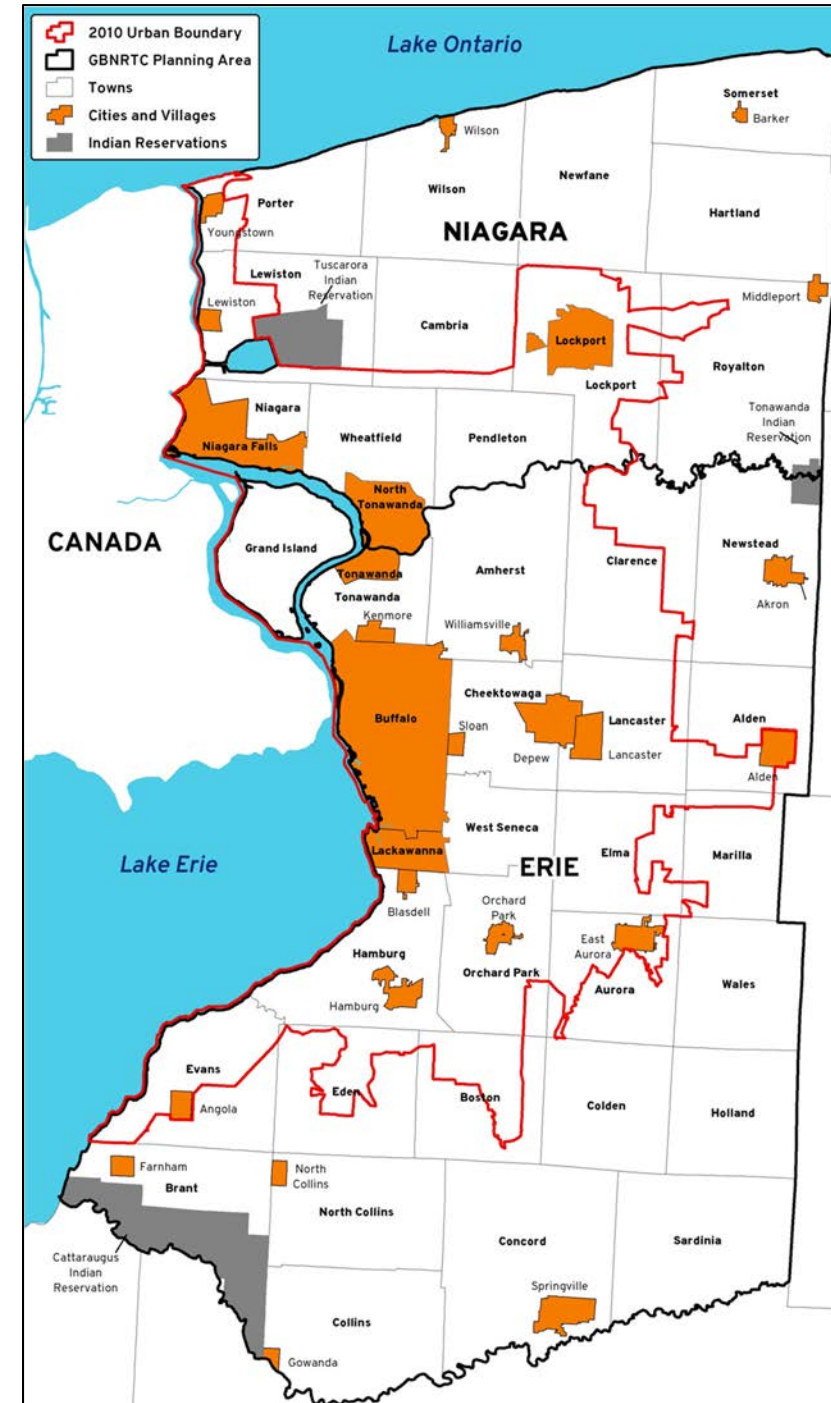 2010 Urban Boundary
GBNRTC Planning Area
Towns
Cities and Villages
Indian Reservations
Lake Ontario
Somerset
Barker
Wilson
Newfane
Wilson
Porter
Hartland
Youngstown
NIAGARA
Lewiston
Tuscarora
Indian
Reservation
Lewiston
Middleport
Cambria
Lockport
Royalton
Lockport
Niagara
Tonawanda
Indian
Reservation
Wheatfield
Pendleton
Niagara Falls
North
Tonawanda
CANADA
Grand Island
Newstead
Clarence
Amherst
Tonawanda
Akron
Tonawanda
Kenmore
Williamsville
Cheektowaga
Buffalo
Sloan
Lancaster
Alden
Depew
Lancaster
Alden
West Seneca
Lackawanna
Elma
Marilla
Lake Erie
ERIE
Blasdell
Orchard
Park
East
Aurora
Hamburg
Orchard Park
Wales
Aurora
Hamburg
Evans
Eden
Boston
Angola
Colden
Holland
Farnham
North
Collins
Brant
North Collins
Concord
Sardinia
Cattaraugus
Indian
Reservation
Springville
Collins
Gowanda